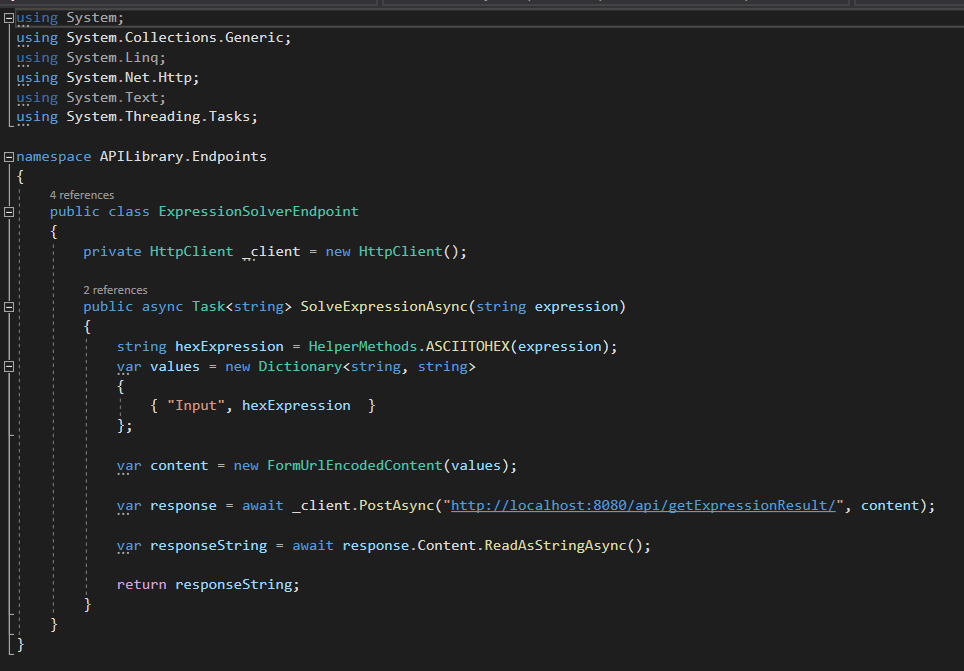 using System;
using System.Collections.Generic;
using System.Linq;
using System.Net.Http;
using System.Text;
using System.Threading.Tasks;
namespace APILibrary.Endpoints
{
4 references
public class ExpressionSolverEndpoint
{
private HttpClient _client = new HttpClient();
2 references
public async Task<string> SolveExpressionAsync(string expression)
{
string hexExpression = HelperMethods.ASCIITOHEX(expression);
var values = new Dictionary<string, string>
{
{ "Input", hexExpression  }
};
var content = new FormUrlEncodedContent(values);
var response = await _client.PostAsync("http://localhost:8080/api/getExpressionResult/", content);
var responseString = await response.Content.ReadAsStringAsync();
return responseString;
}
}
}